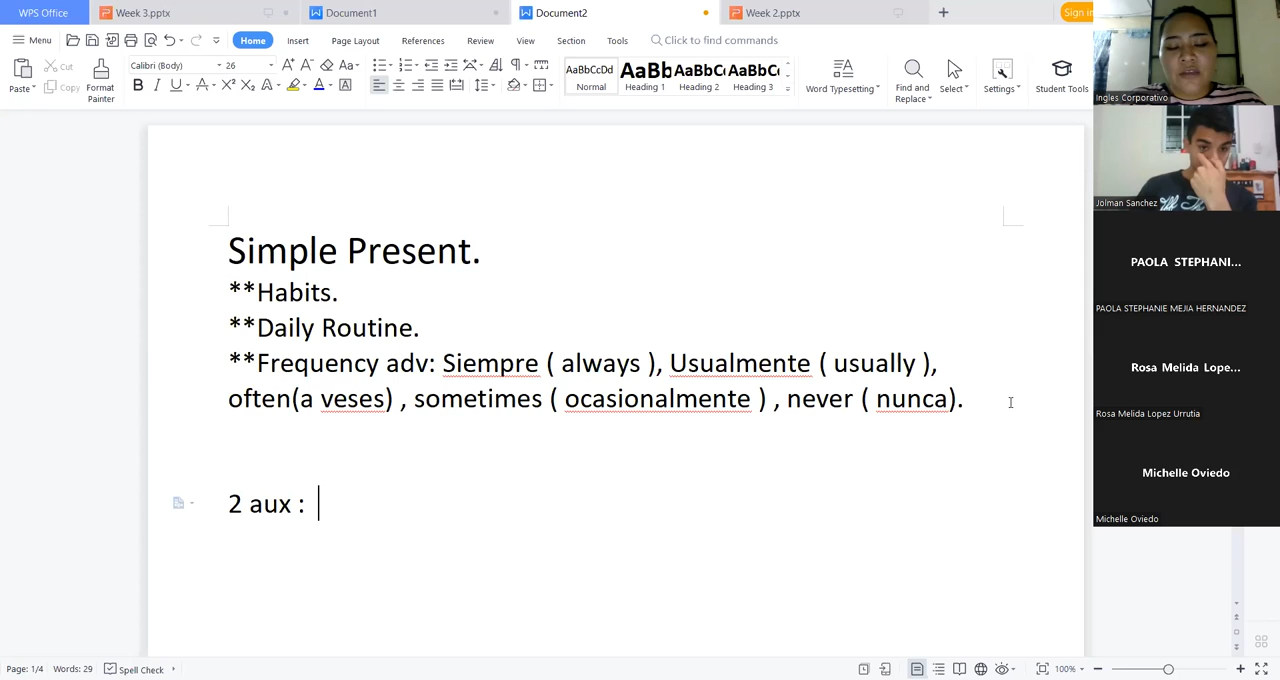 WPS Office
Week 3.pptx
Document1
Document2
Week 2.pptx
Sign in
Menu
Home
Insert
Page Layout
References
Review
View
Section
Tools
Click to find commands
Paste
Cut
Copy
Format Painter
Calibri (Body)
26
AaBbCcDd
Normal
Heading 1
Heading 2
Heading 3
Word Typesetting
Find and Replace
Select
Settings
Student Tools
Simple Present.
**Habits.
**Daily Routine.
**Frequency adv: Siempre ( always ), Usualmente ( usually ),
often(a veses) , sometimes ( ocasionalmente ) , never ( nunca).
2 aux :
Ingles Corporativo
Jolman Sanchez
PAOLA STEPHANI...
PAOLA STEPHANIE MEJIA HERNANDEZ
Rosa Melida Lope...
Rosa Melida Lopez Urrutia
Michelle Oviedo
Michelle Oviedo
Page: 1/4 Words: 29 Spell Check
100%